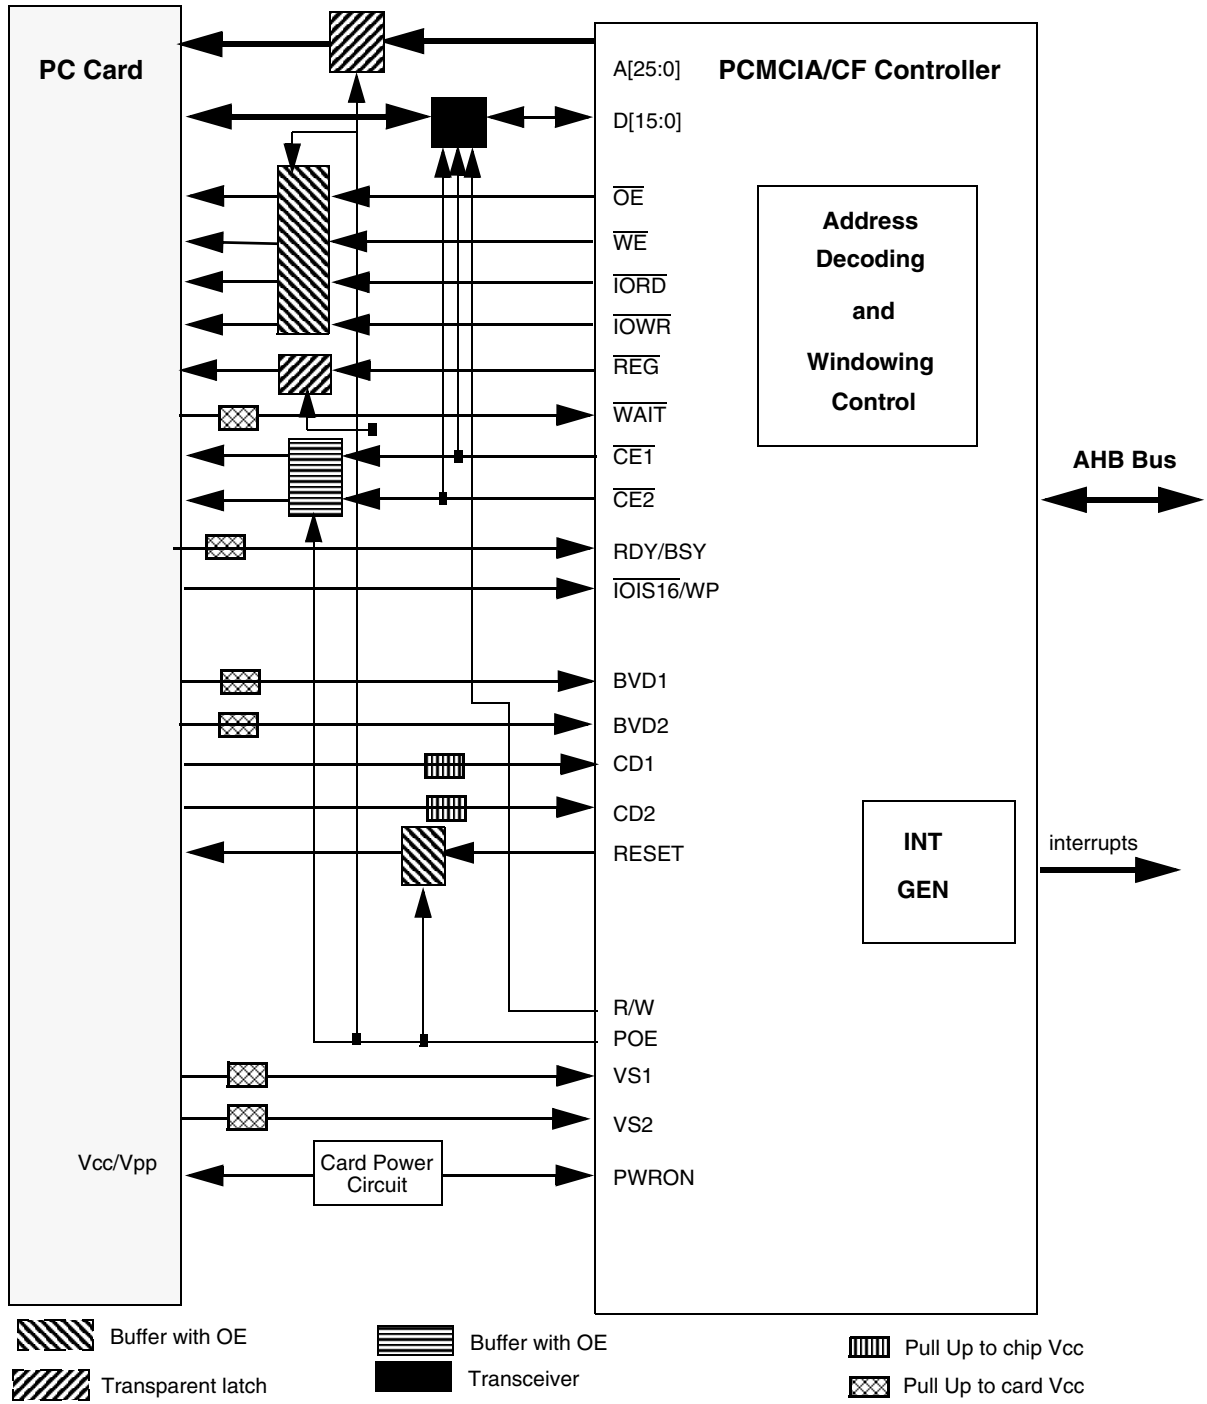 PC Card
PCMCIA/CF Controller
A[25:0]
D[15:0]
OE
WE
IORD
IOWR
REG
WAIT
CE1
CE2
RDY/BSY
IOIS16/WP
BVD1
BVD2
CD1
CD2
RESET
R/W
POE
VS1
VS2
PWRON
Address
Decoding
and
Windowing
Control
AHB Bus
INT
GEN
interrupts
Vcc/Vpp
Card Power
Circuit
Buffer with OE
Transparent latch
Buffer with OE
Transceiver
Pull Up to chip Vcc
Pull Up to card Vcc